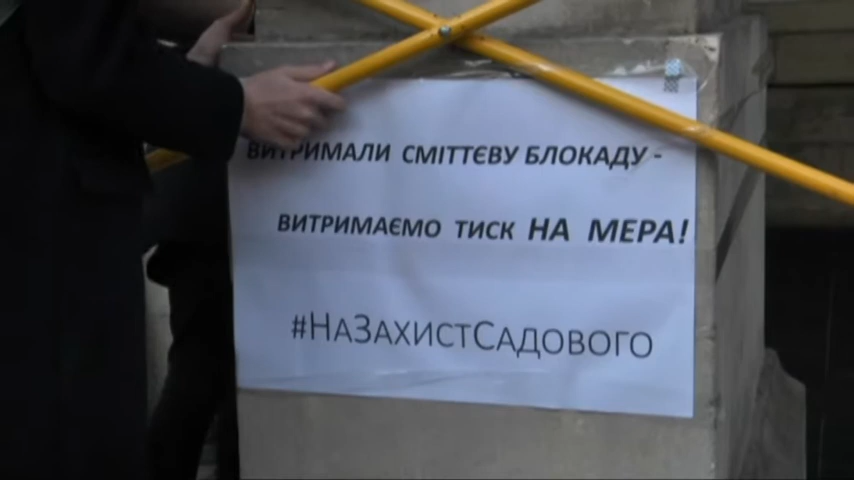 ВИТРИМАЛИ СМІТТЄВУ БЛОКАДУ -
ВИТРИМАЄМО ТИСК НА МЕРА!
#НАЗАХИСТСАДОВОГО